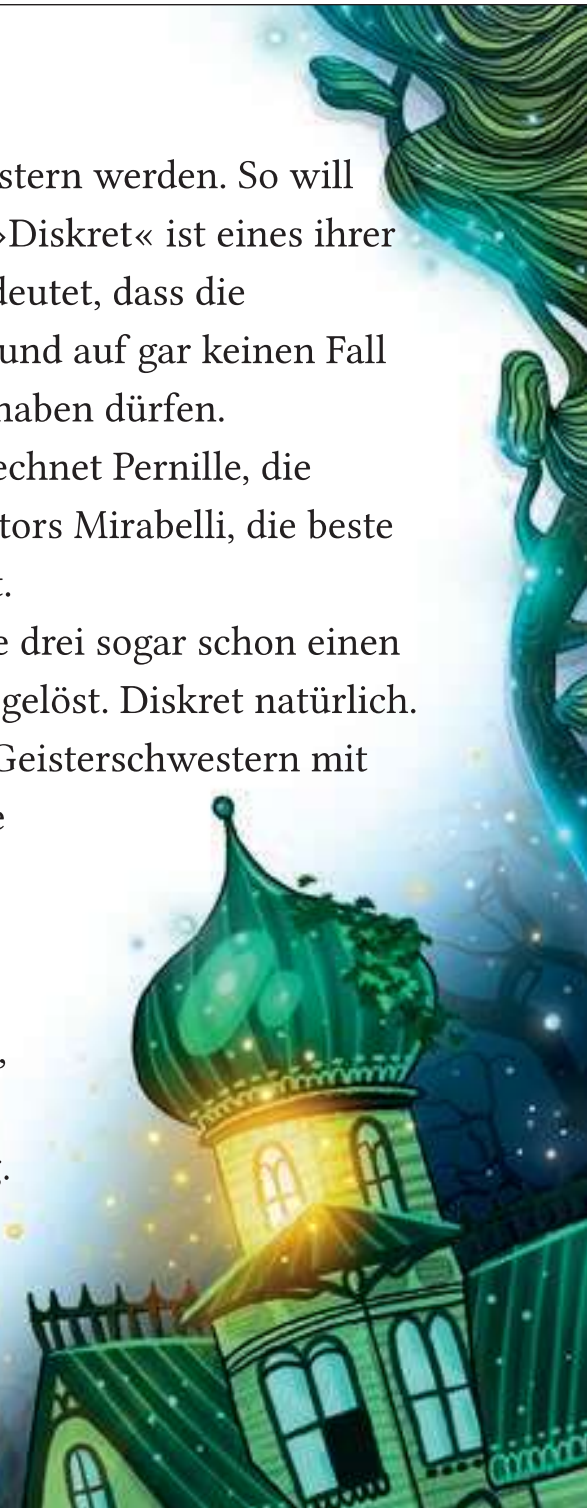 stern werden. So will
›Diskret« ist eines ihrer
deutet, dass die
und auf gar keinen Fall
haben dürfen.
echnet Pernille, die
tors Mirabelli, die beste
t.
e drei sogar schon einen
gelöst. Diskret natürlich.
Geisterschwestern mit
e
,
.